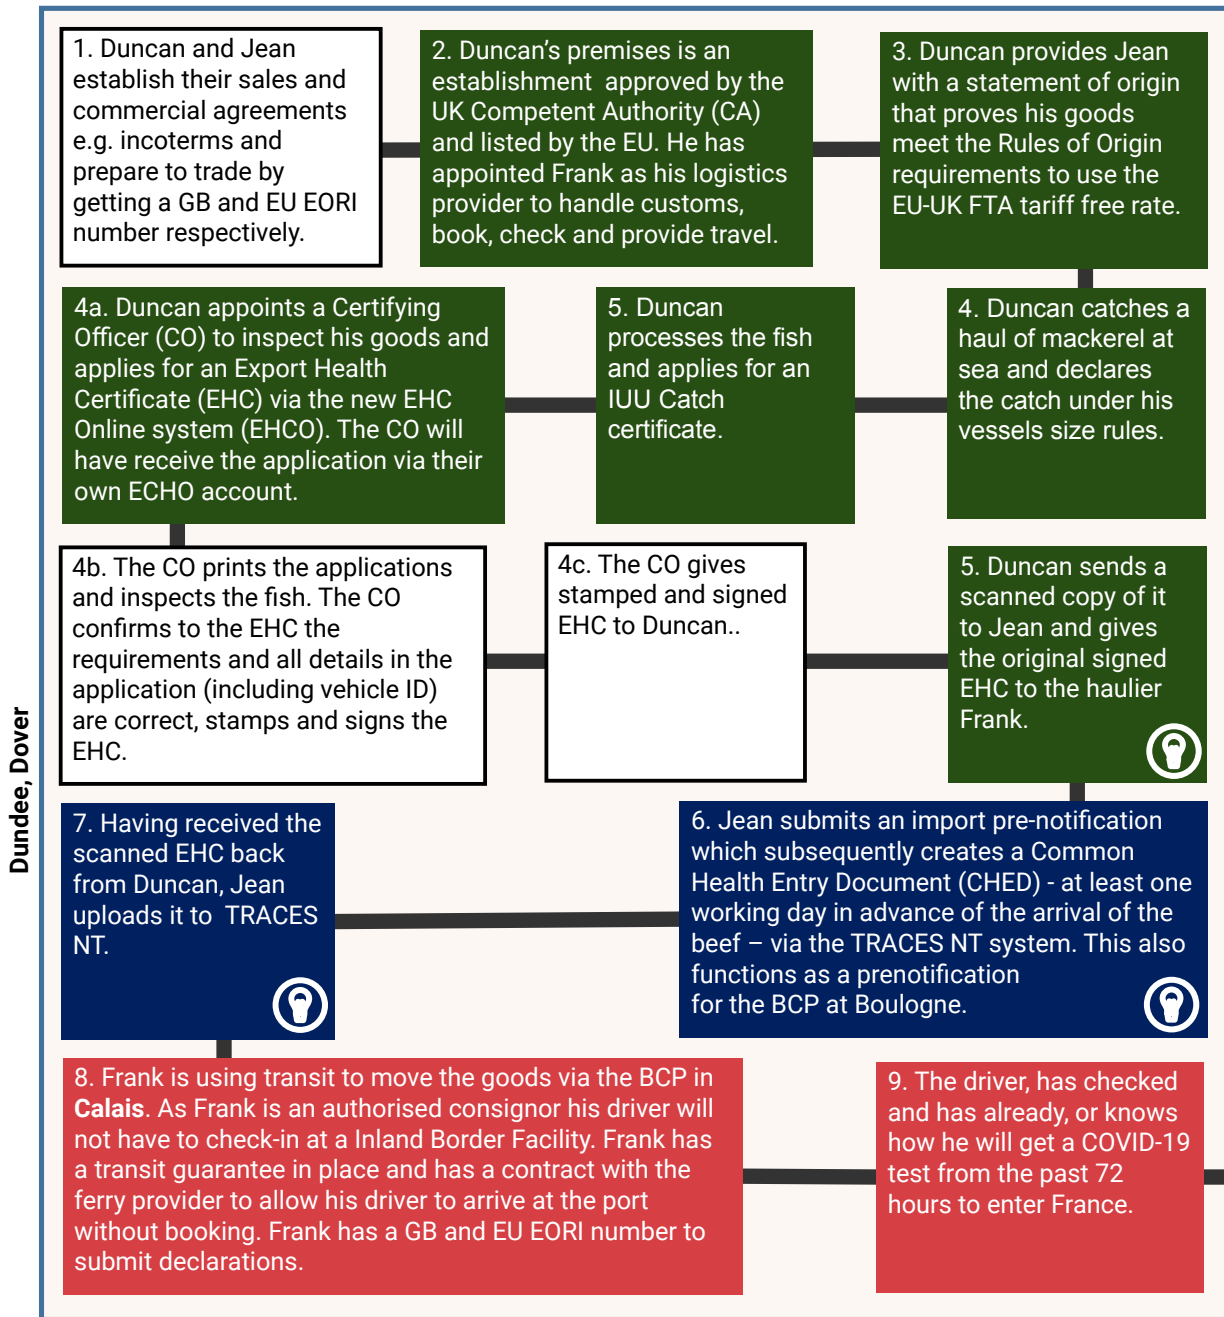 1. Duncan and Jean
establish their sales and
commercial agreements
e.g. incoterms and
prepare to trade by
getting a GB and EU EORI
number respectively.
2. Duncan's premises is an
establishment approved by the
UK Competent Authority (CA)
and listed by the EU. He has
appointed Frank as his logistics
provider to handle customs,
book, check and provide travel.
3. Duncan provides Jean
with a statement of origin
that proves his goods
meet the Rules of Origin
requirements to use the
EU-UK FTA tariff free rate.
4a. Duncan appoints a Certifying
Officer (CO) to inspect his goods and
applies for an Export Health
Certificate (EHC) via the new EHC
Online system (EHCO). The CO will
have receive the application via their
own ECHO account.
5. Duncan
processes the fish
and applies for an
IUU Catch
certificate.
4. Duncan catches a
haul of mackerel at
sea and declares
the catch under his
vessels size rules.
4b. The CO prints the applications
and inspects the fish. The CO
confirms to the EHC the
requirements and all details in the
application (including vehicle ID)
are correct, stamps and signs the
EHC.
4c. The CO gives
stamped and signed
EHC to Duncan..
5. Duncan sends a
scanned copy of it
to Jean and gives
the original signed
EHC to the haulier
Frank.
Dundee, Dover
7. Having received the
scanned EHC back
from Duncan, Jean
uploads it to TRACES
NT.
6. Jean submits an import pre-notification
which subsequently creates a Common
Health Entry Document (CHED) - at least one
working day in advance of the arrival of the
beef – via the TRACES NT system. This also
functions as a prenotification
for the BCP at Boulogne.
8. Frank is using transit to move the goods via the BCP in
Calais. As Frank is an authorised consignor his driver will
not have to check-in at a Inland Border Facility. Frank has
a transit guarantee in place and has a contract with the
ferry provider to allow his driver to arrive at the port
without booking. Frank has a GB and EU EORI number to
submit declarations.
9. The driver, has checked
and has already, or knows
how he will get a COVID-19
test from the past 72
hours to enter France.